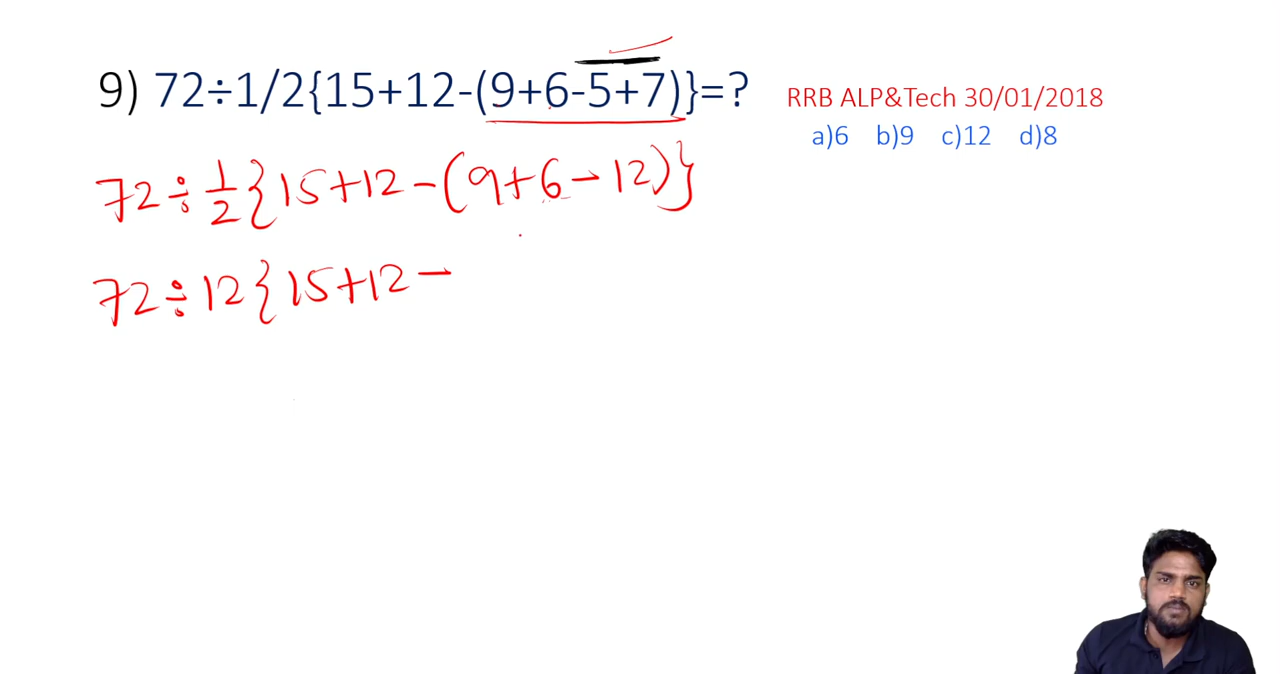 9) 72÷1/2{15+12-(9+6-5+7)}=?
RRB ALP&Tech 30/01/2018
a)6 b)9 c)12 d)8
72÷1/2{15+12-(9+6-12)}
72÷12{15+12-